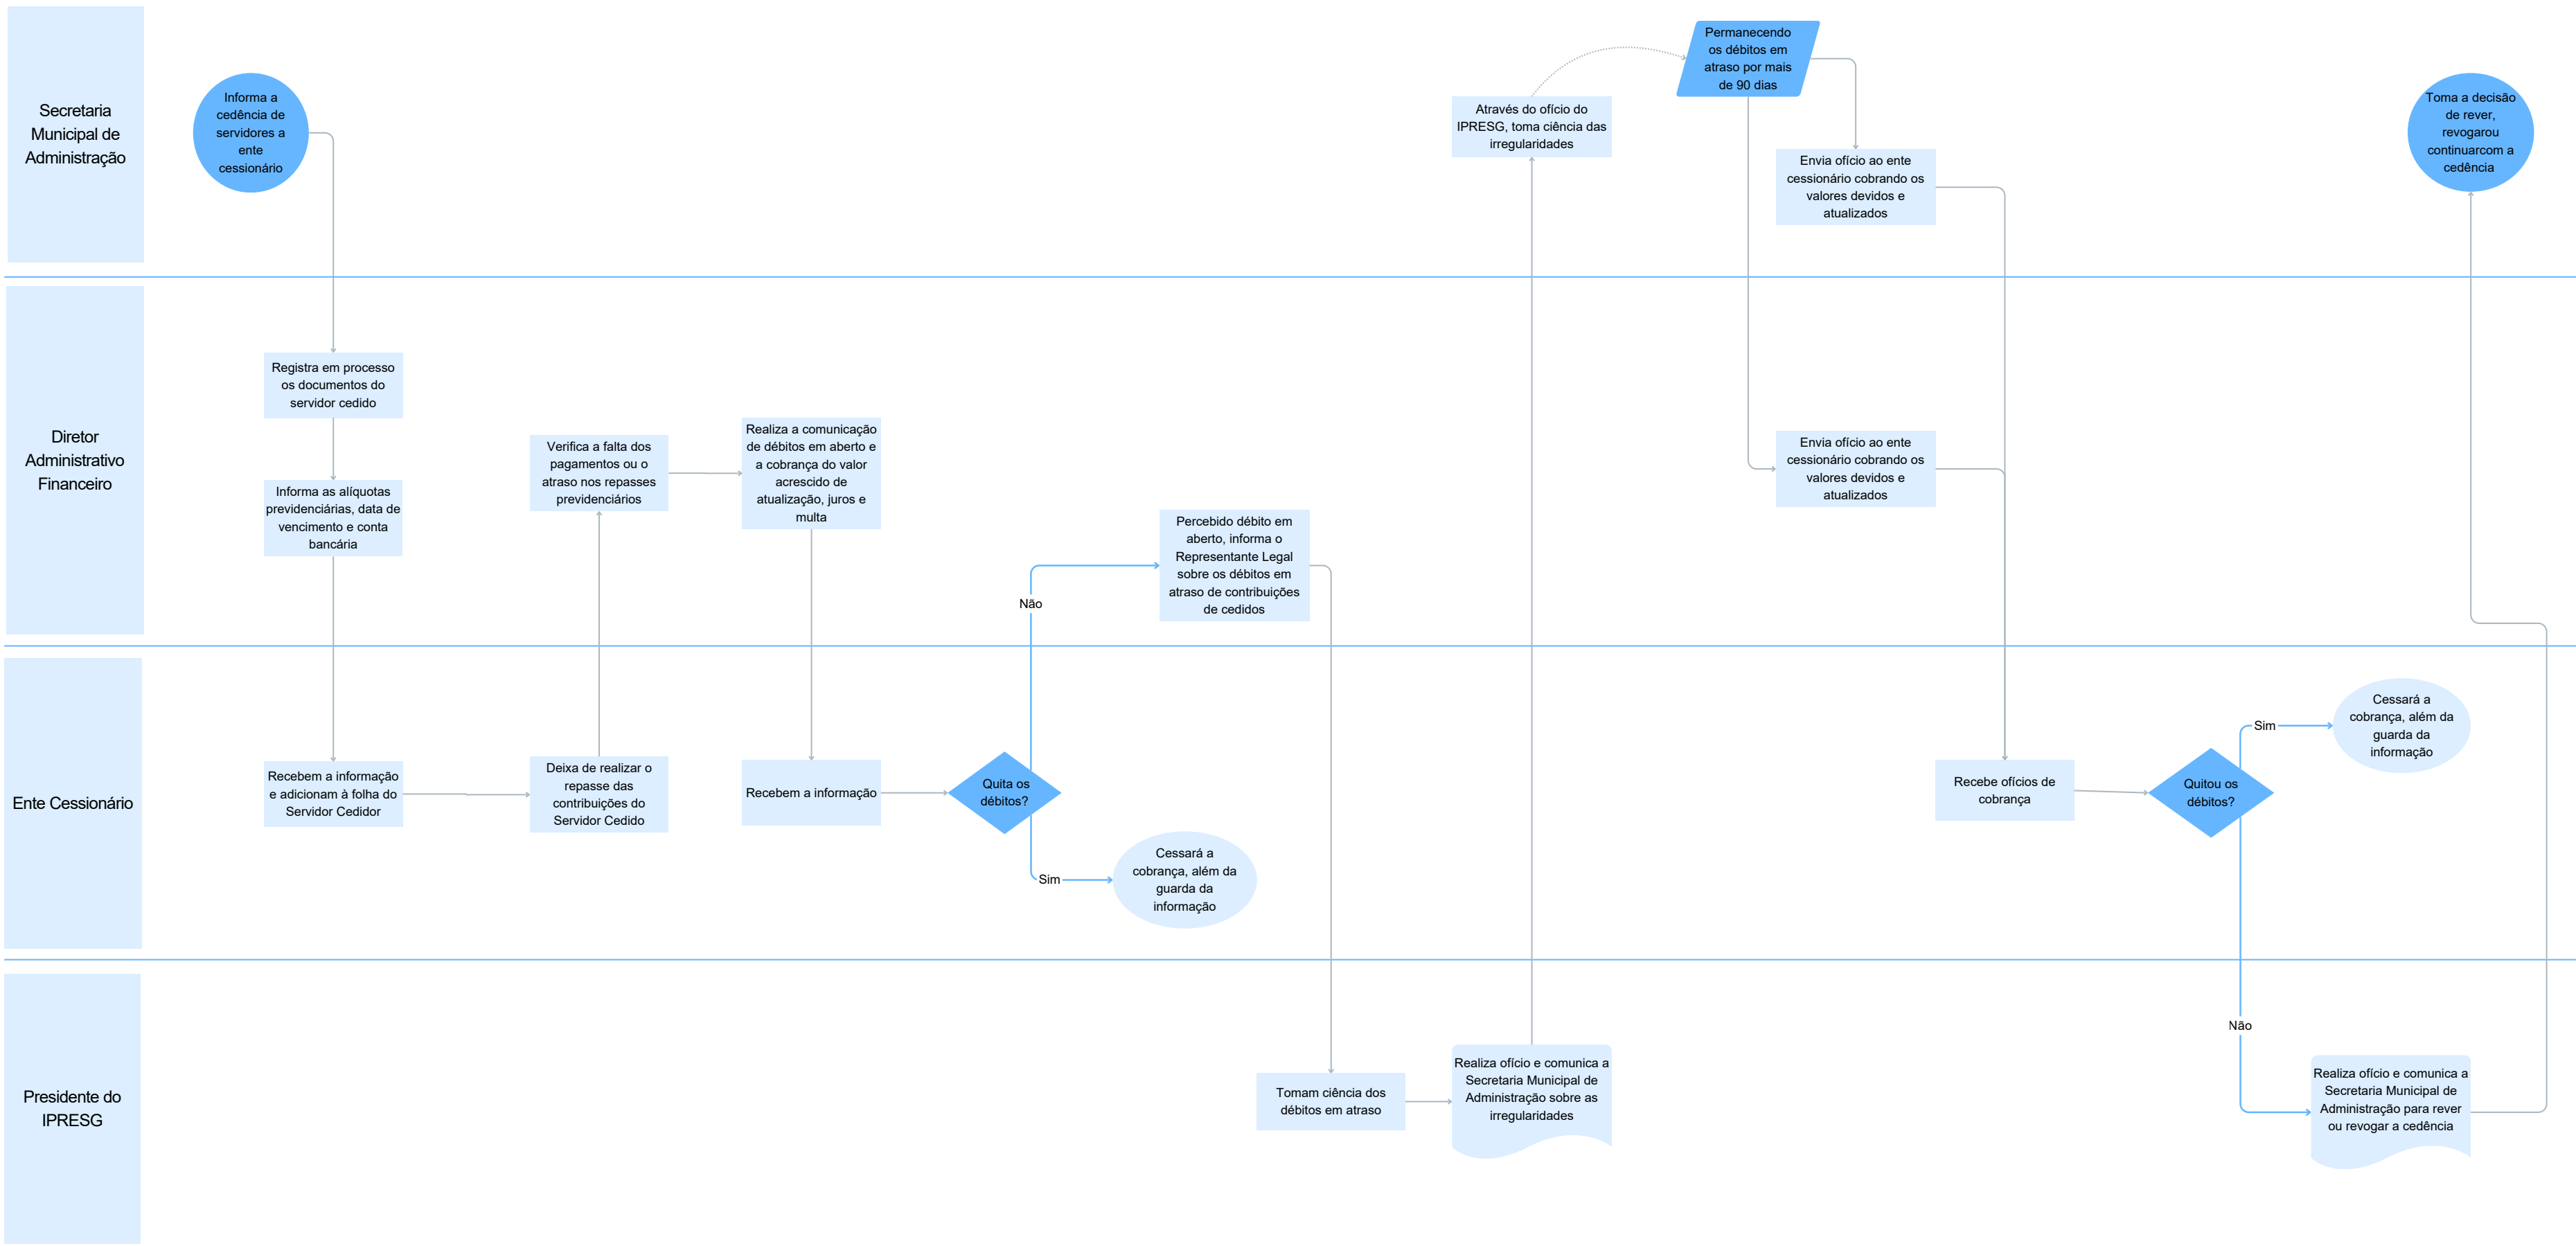 Secretaria
Municipal de
Administração
Informa a
cedência de
servidores a
ente
cessionário
Através do ofício do
IPRESG, toma ciência das
irregularidades
Permanecendo
os débitos em
atraso por mais
de 90 dias
Envia ofício ao ente
cessionário cobrando os
valores devidos e
atualizados
Toma a decisão
de rever,
revogarou
continuarcom a
cedência
Diretor
Administrativo
Financeiro
Registra em processo
os documentos do
servidor cedido
Informa as alíquotas
previdenciárias, data de
vencimento e conta
bancária
Verifica a falta dos
pagamentos ou o
atraso nos repasses
previdenciários
Realiza a comunicação
de débitos em aberto e
a cobrança do valor
acrescido de
atualização, juros e
multa
Percebido débito em
aberto, informa o
Representante Legal
sobre os débitos em
atraso de contribuições
de cedidos
Envia ofício ao ente
cessionário cobrando os
valores devidos e
atualizados
Não
Ente Cessionário
Recebem a informação
e adicionam à folha do
Servidor Cedidor
Deixa de realizar o
repasse das
contribuições do
Servidor Cedido
Recebem a informação
Quita os
débitos?
Sim
Cessará a
cobrança, além da
guarda da
informação
Recebe ofícios de
cobrança
Quitou os
débitos?
Sim
Cessará a
cobrança, além da
guarda da
informação
Não
Presidente do
IPRESG
Tomam ciência dos
débitos em atraso
Realiza ofício e comunica a
Secretaria Municipal de
Administração sobre as
irregularidades
Realiza ofício e comunica a
Secretaria Municipal de
Administração para rever
ou revogar a cedência